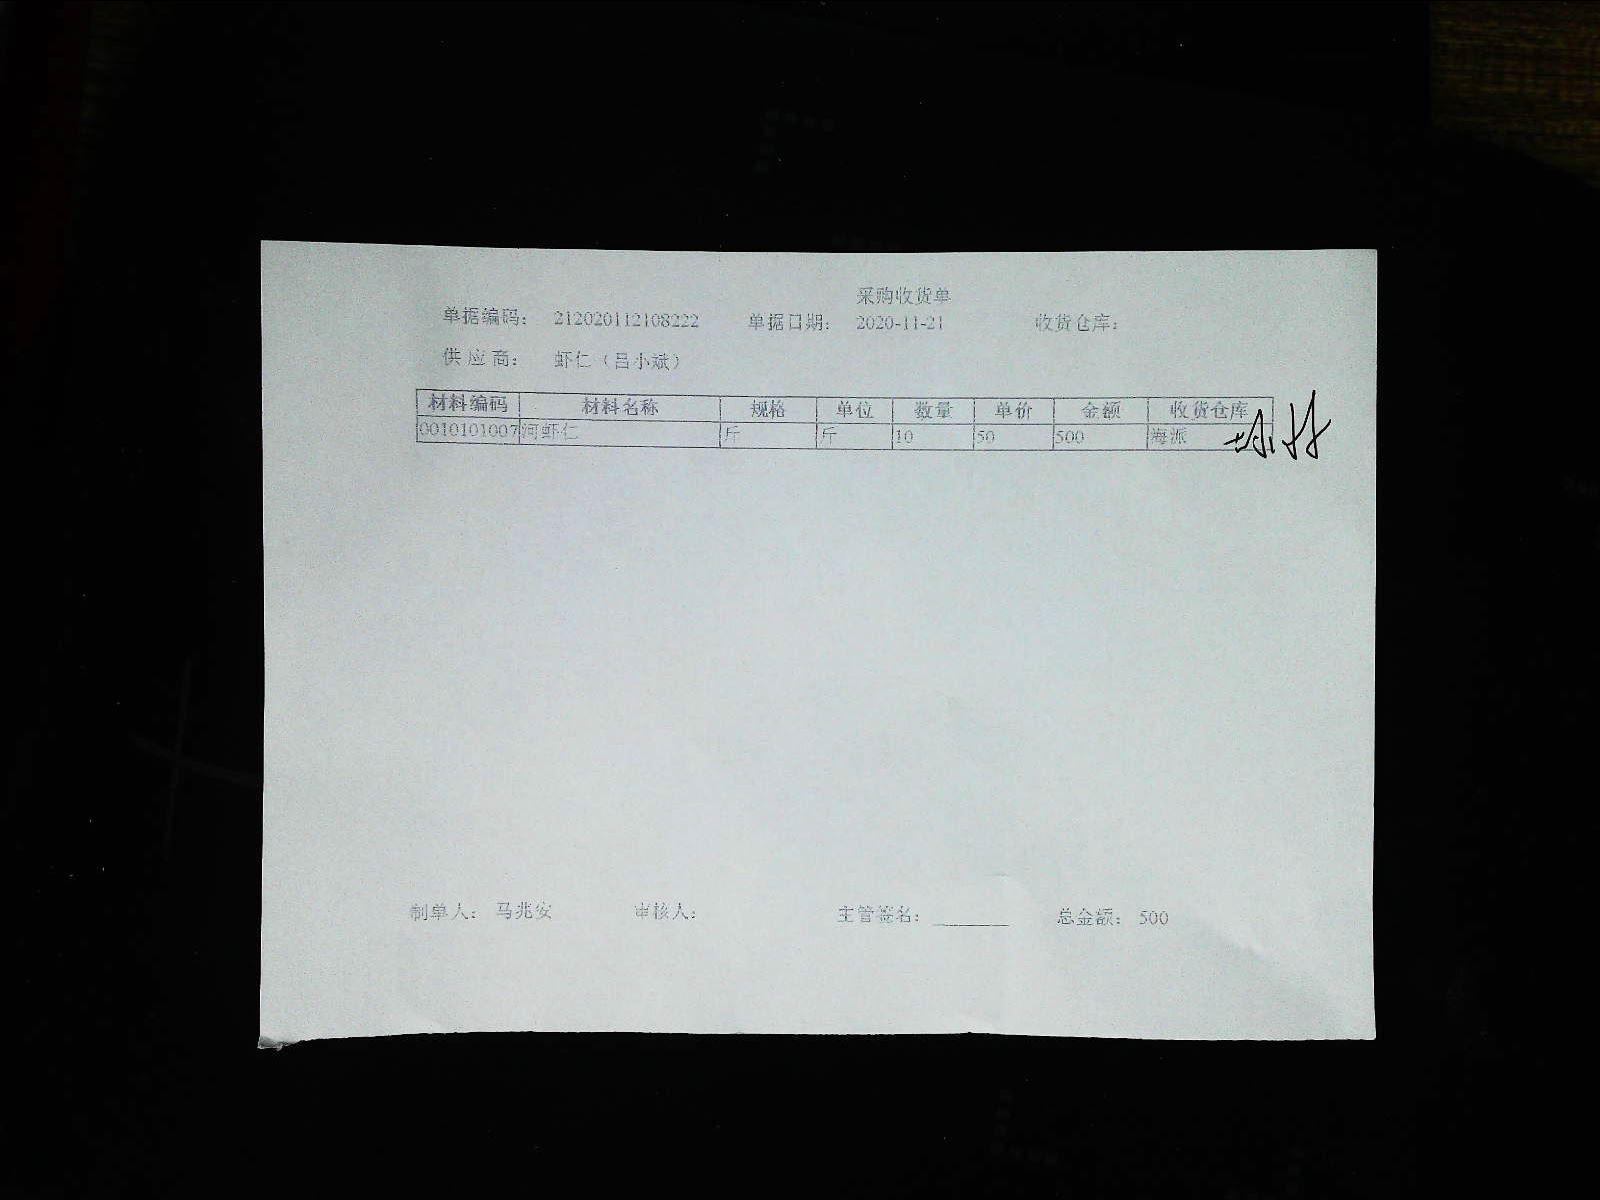 采购收货单
单据编码： 212020112108222 单据日期： 2020-11-21 收货仓库：
供 应 商： 虾仁（吕小斌）
材料编码 材料名称 规格 单位 数量 单价 金额 收货仓库
0010101007 河虾仁 斤 斤 10 50 500 海派
制单人： 马兆安 审核人： 主管签名： ________ 总金额： 500